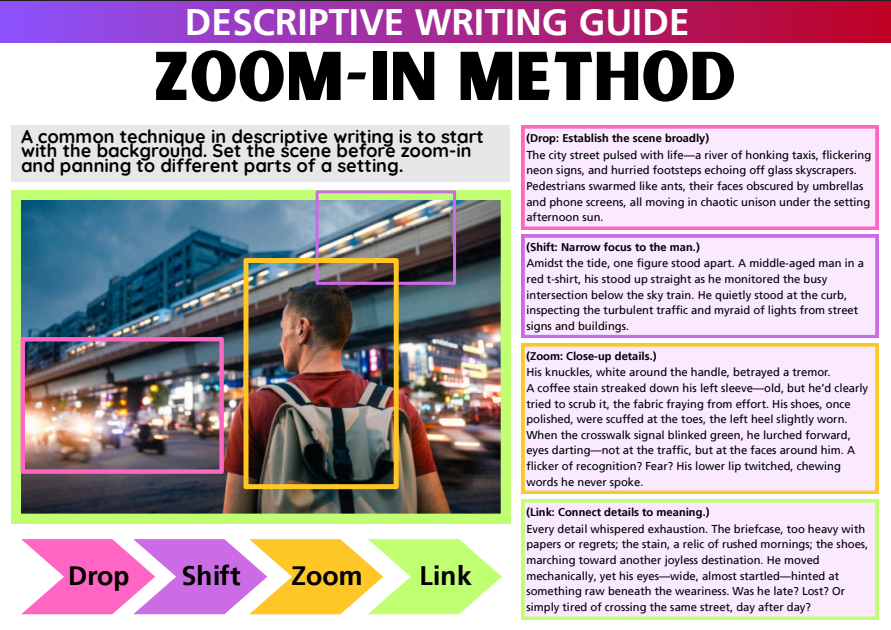 DESCRIPTIVE WRITING GUIDE
ZOOM-IN METHOD
A common technique in descriptive writing is to start
with the background. Set the scene before zoom-in
and panning to different parts of a setting.
Drop
Shift
Zoom
Link
(Drop: Establish the scene broadly)
The city street pulsed with life—a river of honking taxis, flickering
neon signs, and hurried footsteps echoing off glass skyscrapers.
Pedestrians swarmed like ants, their faces obscured by umbrellas
and phone screens, all moving in chaotic unison under the setting
afternoon sun.
(Shift: Narrow focus to the man.)
Amidst the tide, one figure stood apart. A middle-aged man in a
red t-shirt, his stood up straight as he monitored the busy
intersection below the sky train. He quietly stood at the curb,
inspecting the turbulent traffic and myraid of lights from street
signs and buildings.
(Zoom: Close-up details.)
His knuckles, white around the handle, betrayed a tremor.
A coffee stain streaked down his left sleeve—old, but he'd clearly
tried to scrub it, the fabric fraying from effort. His shoes, once
polished, were scuffed at the toes, the left heel slightly worn.
When the crosswalk signal blinked green, he lurched forward,
eyes darting—not at the traffic, but at the faces around him. A
flicker of recognition? Fear? His lower lip twitched, chewing
words he never spoke.
(Link: Connect details to meaning.)
Every detail whispered exhaustion. The briefcase, too heavy with
papers or regrets; the stain, a relic of rushed mornings; the shoes,
marching toward another joyless destination. He moved
mechanically, yet his eyes—wide, almost startled—hinted at
something raw beneath the weariness. Was he late? Lost? Or
simply tired of crossing the same street, day after day?